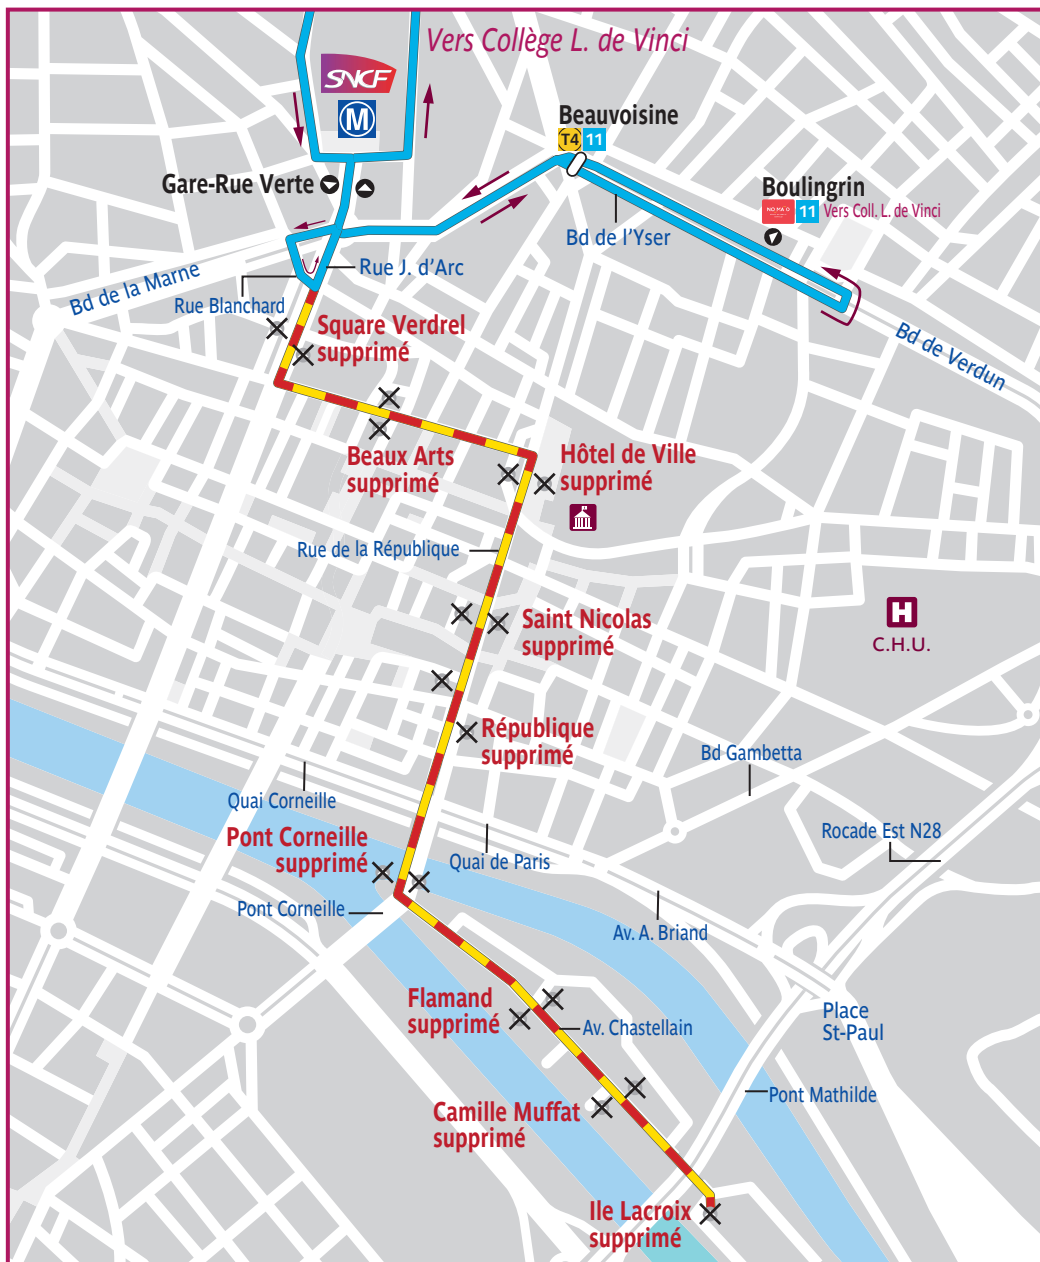 Vers Collège L. de Vinci
SNCF
M
Beauvoisine
T4 11
Gare-Rue Verte
Boulingrin
NOMAD 11 Vers Coll. L. de Vinci
Bd de l'Yser
Rue J. d'Arc
Bd de la Marne
Rue Blanchard
Square Verdrel
supprimé
Bd de Verdun
Beaux Arts
supprimé
Hôtel de Ville
supprimé
Rue de la République
Saint Nicolas
supprimé
H
C.H.U.
République
supprimé
Bd Gambetta
Quai Corneille
Rocade Est N28
Pont Corneille
supprimé
Quai de Paris
Pont Corneille
Av. A. Briand
Flamand
supprimé
Av. Chastellain
Place
St-Paul
Pont Mathilde
Camille Muffat
supprimé
Ile Lacroix
supprimé